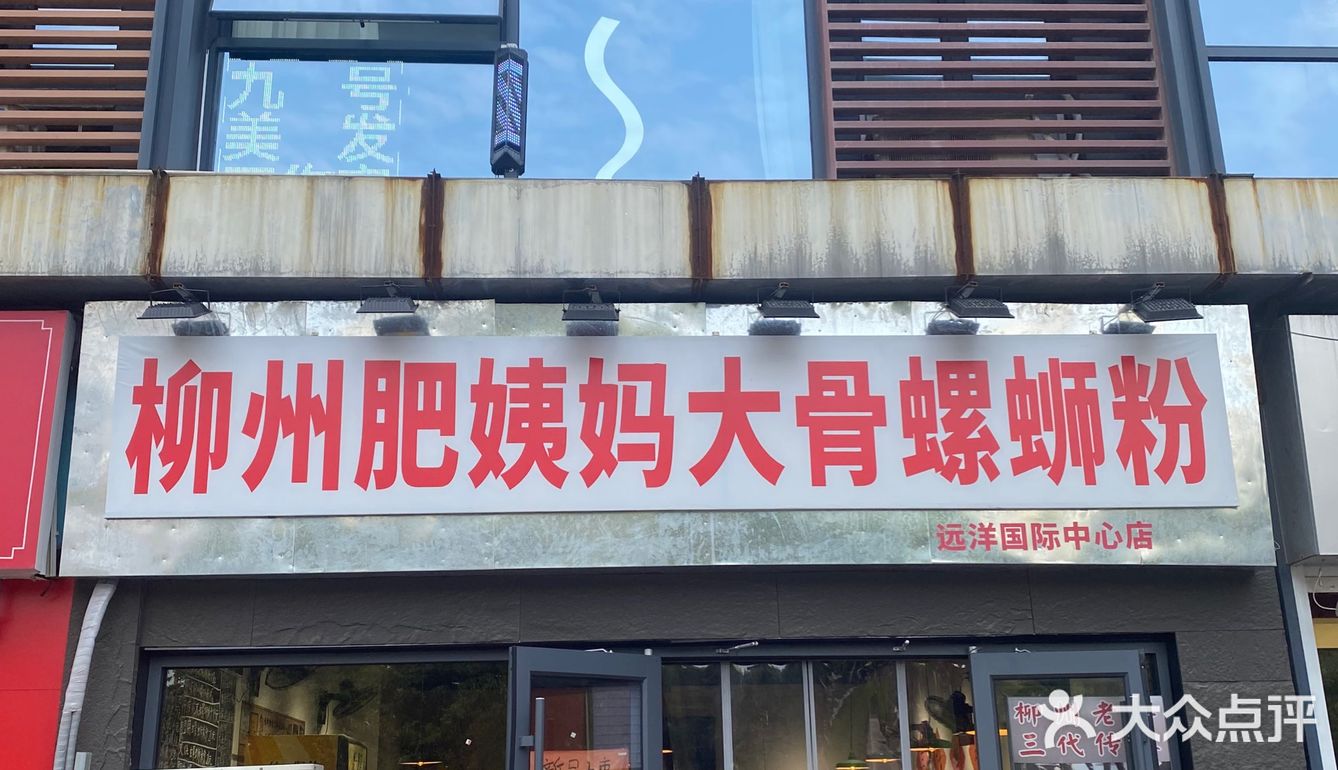 九 号
美 发
柳州肥姨妈大骨螺蛳粉
远洋国际中心店
柳州老
三代传
大众点评